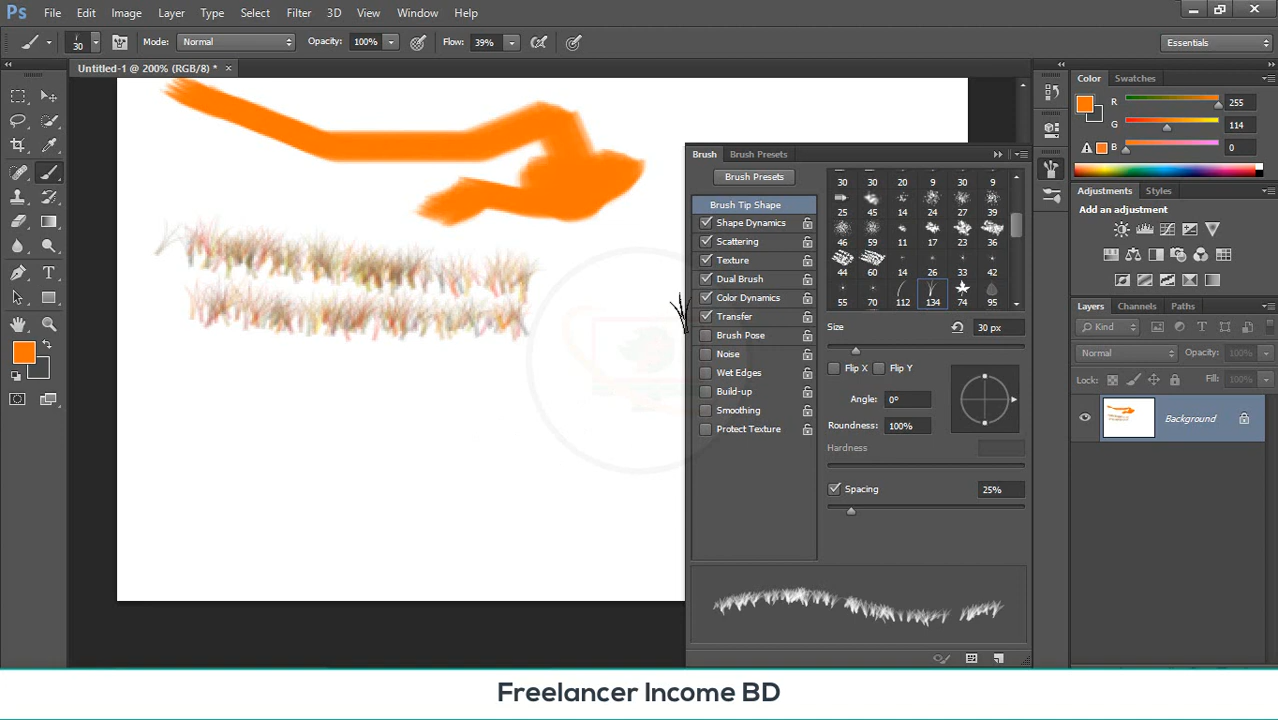 Ps File Edit Image Layer Type Select Filter 3D View Window Help
30 Mode: Normal Opacity: 100% Flow: 39% Essentials
Untitled-1 @ 200% (RGB/8) * ×
Color Swatches
R 255
G 114
B 0
Brush Brush Presets
Brush Presets
Brush Tip Shape
Shape Dynamics
Scattering
Texture
Dual Brush
Color Dynamics
Transfer
Brush Pose
Noise
Wet Edges
Build-up
Smoothing
Protect Texture
30 30 20 9 30 9
25 45 14 24 27 39
46 59 11 17 23 36
44 60 14 26 33 42
55 70 112 134 74 95
Size 30 px
Flip X Flip Y
Angle: 0º
Roundness: 100%
Hardness
Spacing 25%
Adjustments Styles
Add an adjustment
Layers Channels Paths
Kind
Normal Opacity: 100%
Lock: Fill: 100%
Background
Freelancer Income BD